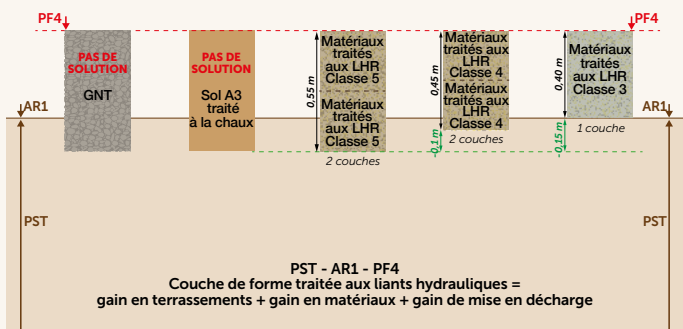 PF4
PF4
PAS DE
SOLUTION
GNT
PAS DE
SOLUTION
Sol A3
traité
à la chaux
0,55 m
Matériaux
traités
aux LHR
Classe 5
Matériaux
traités
aux LHR
Classe 5
2 couches
0,45 m
Matériaux
traités aux
LHR
Classe 4
Matériaux
traités aux
LHR
Classe 4
-0,1 m
2 couches
0,40 m
Matériaux
traités
aux LHR
Classe 3
-0,15 m
1 couche
AR1
AR1
PST
PST
PST - AR1 - PF4
Couche de forme traitée aux liants hydrauliques =
gain en terrassements + gain en matériaux + gain de mise en décharge